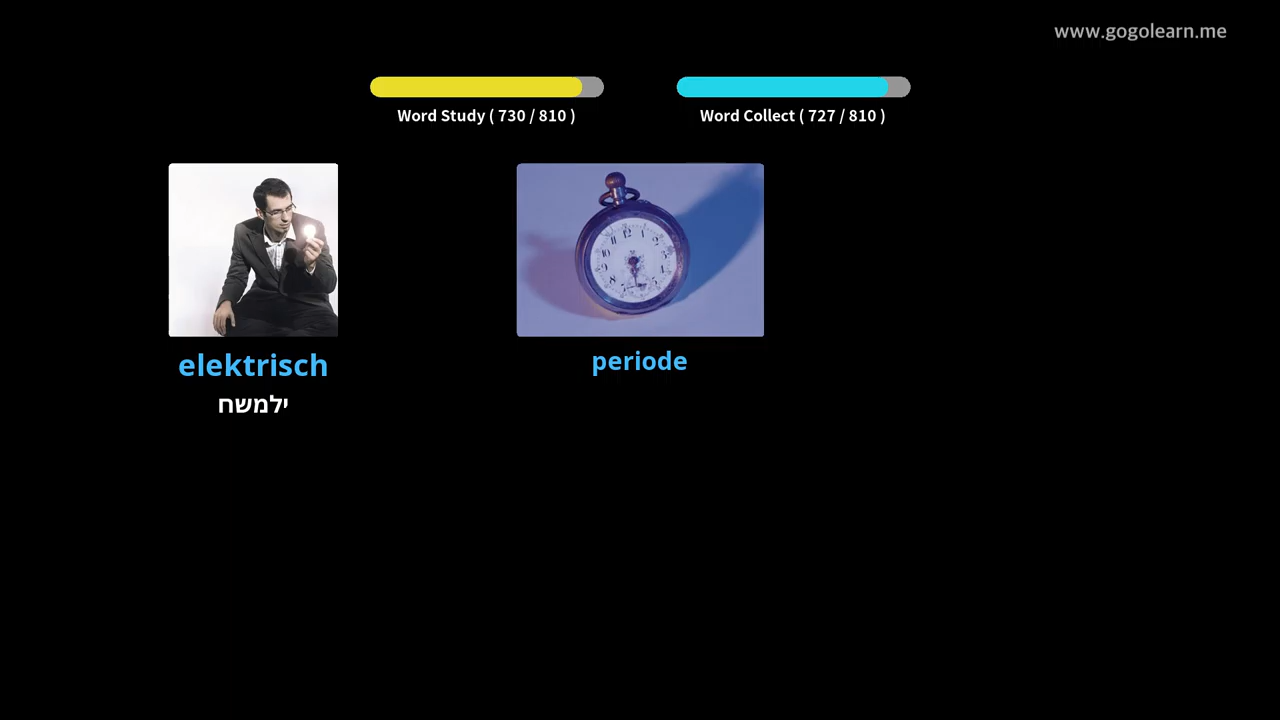 www.gogolearn.me
Word Study ( 730 / 810 )
Word Collect ( 727 / 810 )
elektrisch
ילמשח
periode